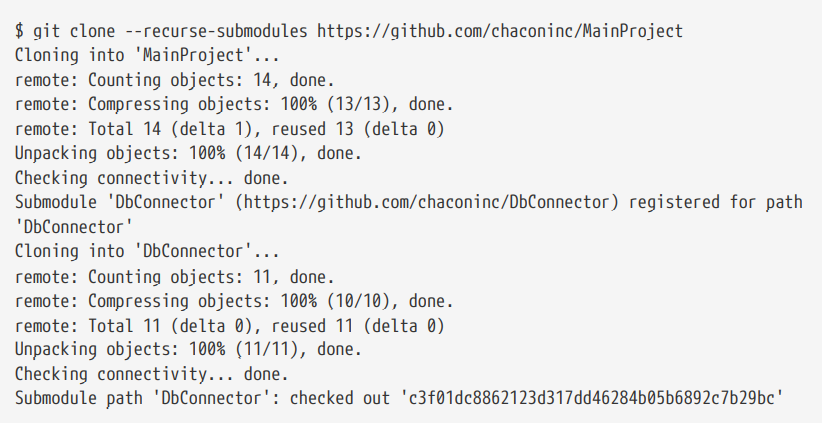 $ git clone --recurse-submodules https://github.com/chaconinc/MainProject
Cloning into 'MainProject'...
remote: Counting objects: 14, done.
remote: Compressing objects: 100% (13/13), done.
remote: Total 14 (delta 1), reused 13 (delta 0)
Unpacking objects: 100% (14/14), done.
Checking connectivity... done.
Submodule 'DbConnector' (https://github.com/chaconinc/DbConnector) registered for path
'DbConnector'
Cloning into 'DbConnector'...
remote: Counting objects: 11, done.
remote: Compressing objects: 100% (10/10), done.
remote: Total 11 (delta 0), reused 11 (delta 0)
Unpacking objects: 100% (11/11), done.
Checking connectivity... done.
Submodule path 'DbConnector': checked out 'c3f01dc8862123d317dd46284b05b6892c7b29bc'